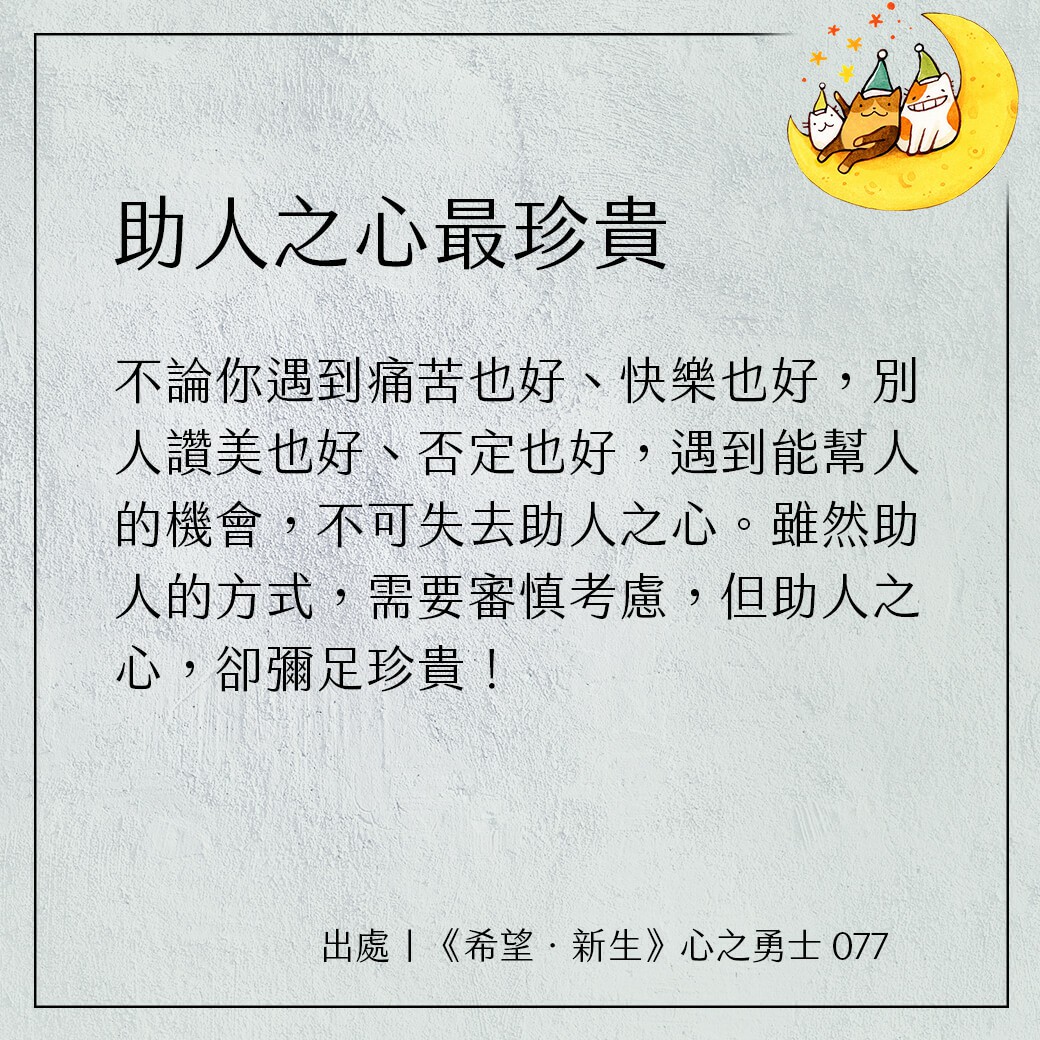 助人之心最珍貴
不論你遇到痛苦也好、快樂也好，別
人讚美也好、否定也好，遇到能幫人
的機會，不可失去助人之心。雖然助
人的方式，需要審慎考慮，但助人之
心，卻彌足珍貴！
出處｜《希望．新生》心之勇士 077